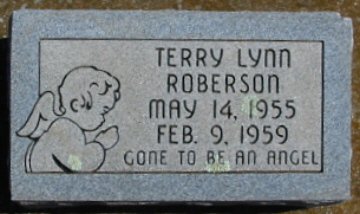 TERRY LYNN
ROBERSON
MAY 14, 1955
FEB. 9, 1959
GONE TO BE AN ANGEL